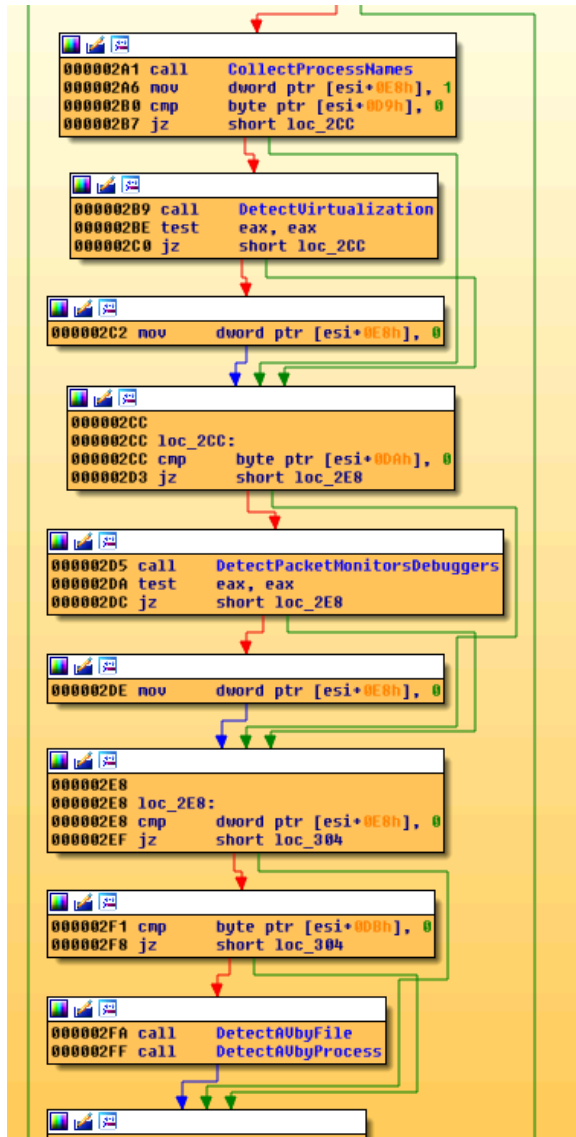 000002A1 call CollectProcessNames
000002A6 mov dword ptr [esi+0E8h], 1
000002B0 cmp byte ptr [esi+0D9h], 0
000002B7 jz short loc_2CC
000002B9 call DetectVirtualization
000002BE test eax, eax
000002C0 jz short loc_2CC
000002C2 mov dword ptr [esi+0E8h], 0
000002CC
000002CC loc_2CC:
000002CC cmp byte ptr [esi+0DAh], 0
000002D3 jz short loc_2E8
000002D5 call DetectPacketMonitorsDebuggers
000002DA test eax, eax
000002DC jz short loc_2E8
000002DE mov dword ptr [esi+0E8h], 0
000002E8
000002E8 loc_2E8:
000002E8 cmp dword ptr [esi+0E8h], 0
000002EF jz short loc_304
000002F1 cmp byte ptr [esi+0DBh], 0
000002F8 jz short loc_304
000002FA call DetectAVbyFile
000002FF call DetectAVbyProcess